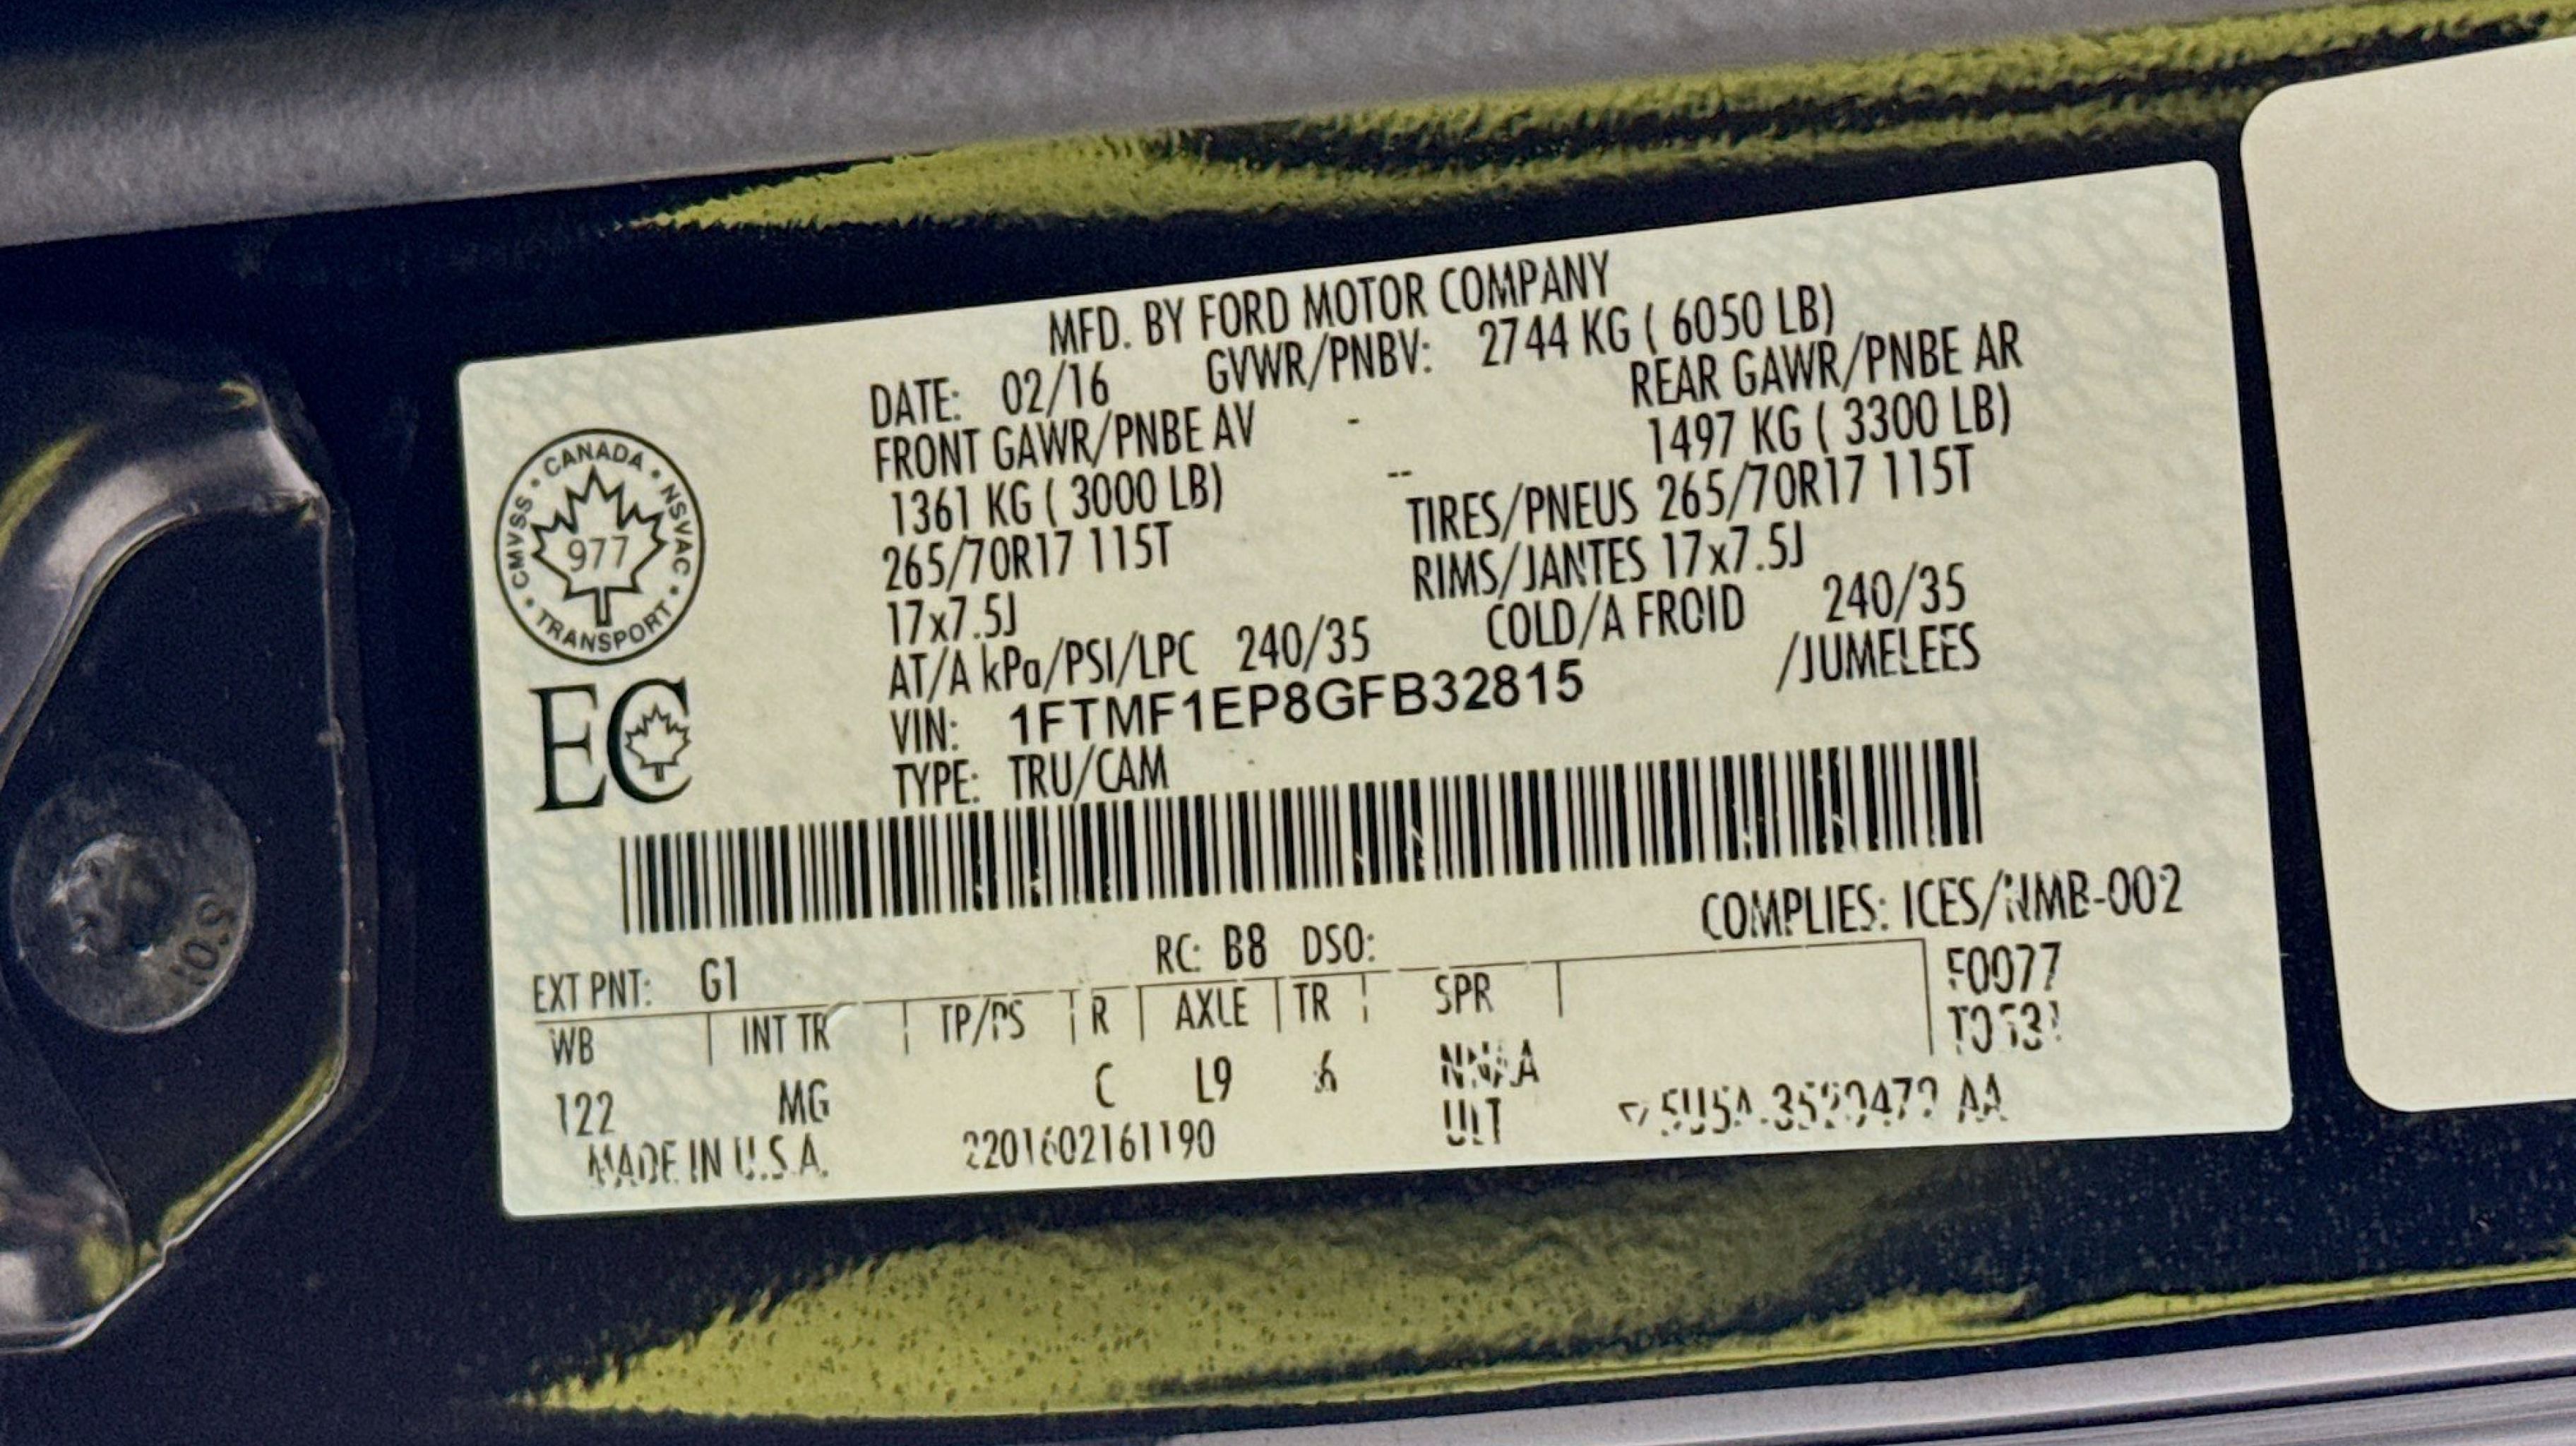 MFD. BY FORD MOTOR COMPANY
DATE: 02/16 GVWR/PNBV: 2744 KG ( 6050 LB)
FRONT GAWR/PNBE AV - REAR GAWR/PNBE AR
1361 KG ( 3000 LB) -- 1497 KG ( 3300 LB)
265/70R17 115T TIRES/PNEUS 265/70R17 115T
17x7.5J RIMS/JANTES 17x7.5J
AT/A kPa/PSI/LPC 240/35 COLD/A FROID 240/35
VIN: 1FTMF1EP8GFB32815 /JUMELEES
TYPE: TRU/CAM
CANADA • NSVAC • TRANSPORT • CMVSS •
977
EC
COMPLIES: ICES/NMB-002
EXT PNT: G1 RC: B8 DSO: F0077
WB INT TR TP/PS R AXLE TR SPR
122 MG C L9 6
MADE IN U.S.A. 2201602161190 ULT